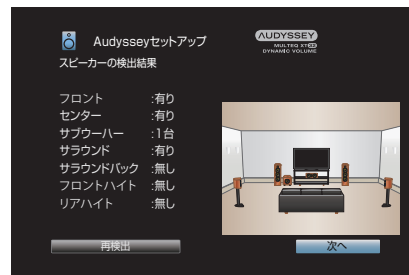 Audysseyセットアップ
AUDYSSEY
MULTEQ XT32
DYNAMIC VOLUME
スピーカーの検出結果
フロント :有り
センター :有り
サブウーハー :1台
サラウンド :有り
サラウンドバック :無し
フロントハイト :無し
リアハイト :無し
再検出
次へ